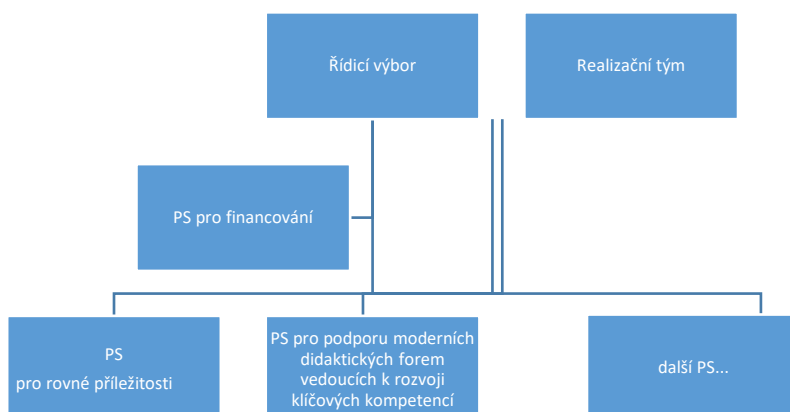 Řídicí výbor
Realizační tým
PS pro financování
PS
pro rovné příležitosti
PS pro podporu moderních
didaktických forem
vedoucích k rozvoji
klíčových kompetencí
další PS...